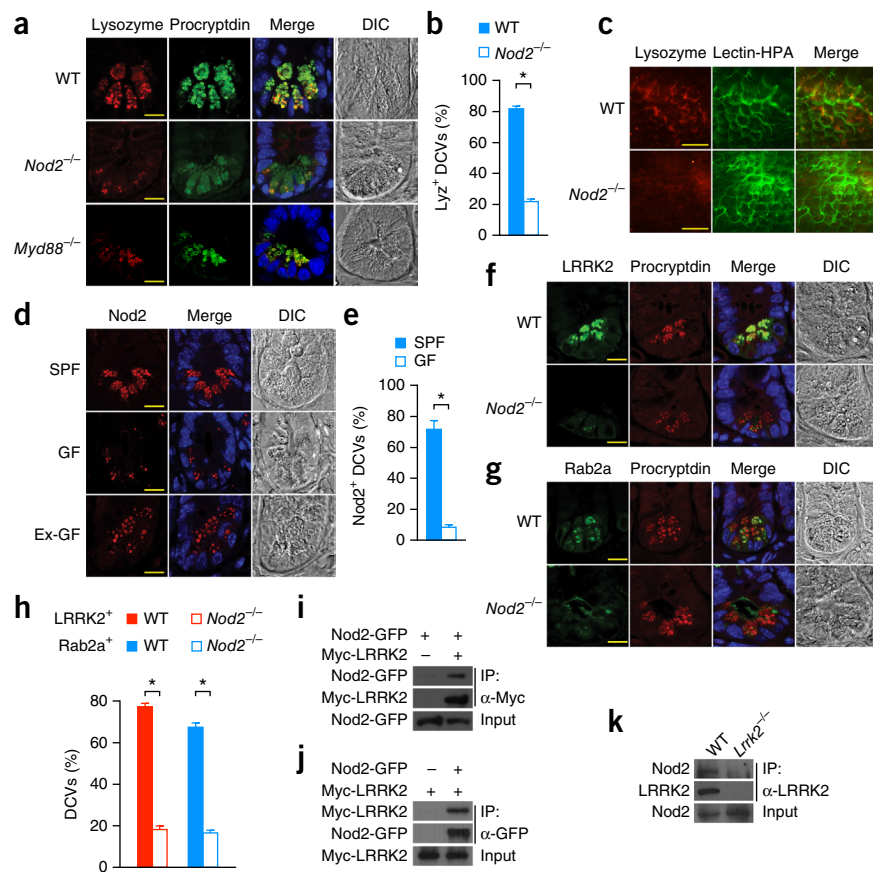 a
Lysozyme Procryptdin Merge DIC
WT
Nod2−/−
Myd88−/−
b
WT
Nod2−/−
*
100
80
60
40
20
0
Lyz+ DCVs (%)
c
Lysozyme Lectin-HPA Merge
WT
Nod2−/−
d
Nod2 Merge DIC
SPF
GF
Ex-GF
e
SPF
GF
*
100
80
60
40
20
0
Nod2+ DCVs (%)
f
LRRK2 Procryptdin Merge DIC
WT
Nod2−/−
g
Rab2a Procryptdin Merge DIC
WT
Nod2−/−
h
LRRK2+ WT Nod2−/−
Rab2a+ WT Nod2−/−
* *
80
60
40
20
0
DCVs (%)
i
Nod2-GFP + +
Myc-LRRK2 – +
Nod2-GFP IP:
Myc-LRRK2 α-Myc
Nod2-GFP Input
j
Nod2-GFP – +
Myc-LRRK2 + +
Myc-LRRK2 IP:
Nod2-GFP α-GFP
Myc-LRRK2 Input
k
WT Lrrk2−/−
Nod2 IP:
LRRK2 α-LRRK2
Nod2 Input